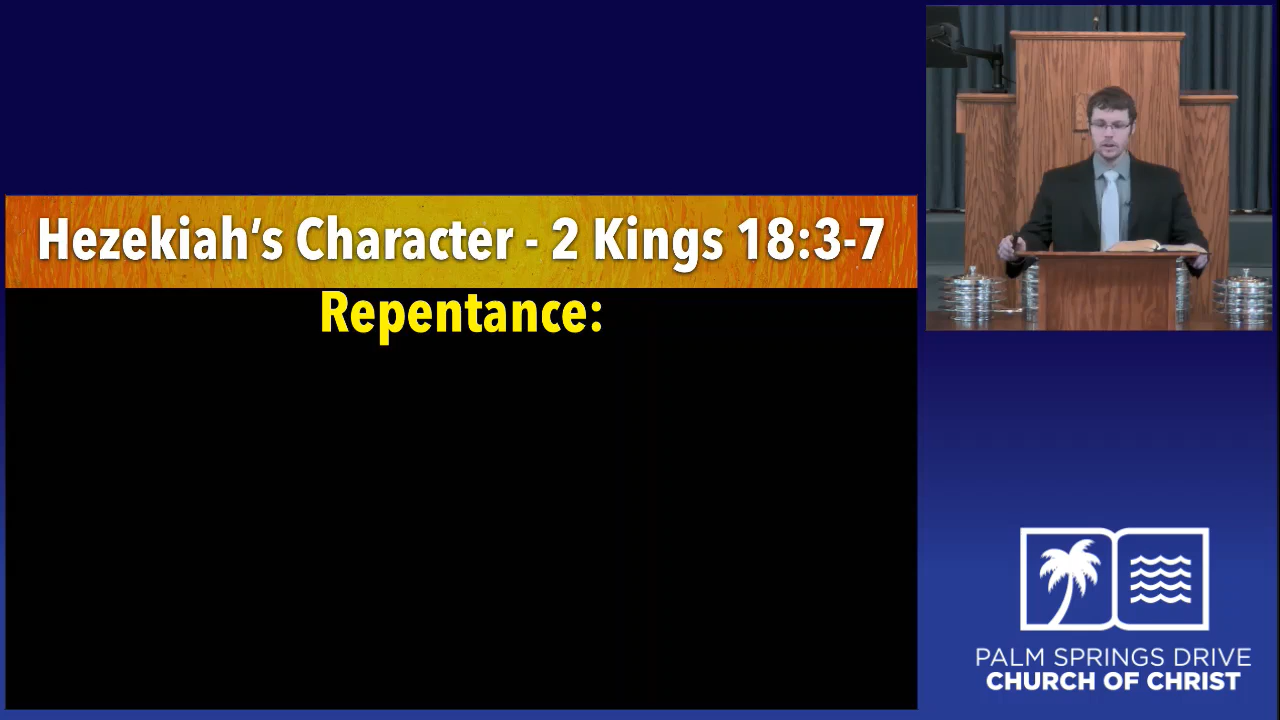 Hezekiah’s Character - 2 Kings 18:3-7
Repentance:
PALM SPRINGS DRIVE
CHURCH OF CHRIST